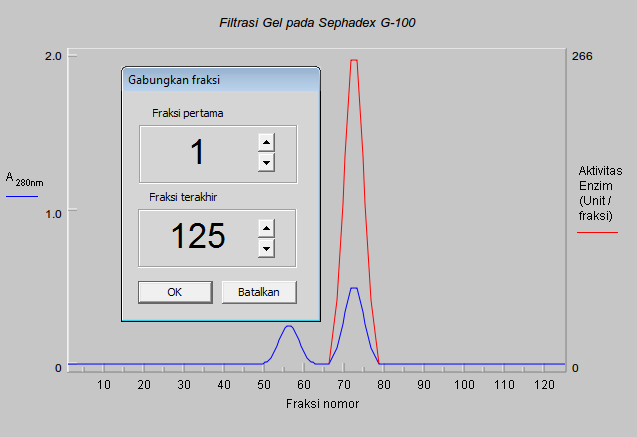 Filtrasi Gel pada Sephadex G-100
2.0
1.0
0
A 280nm
Gabungkan fraksi
Fraksi pertama
1
Fraksi terakhir
125
OK
Batalkan
266
0
Aktivitas
Enzim
(Unit /
fraksi)
10 20 30 40 50 60 70 80 90 100 110 120
Fraksi nomor